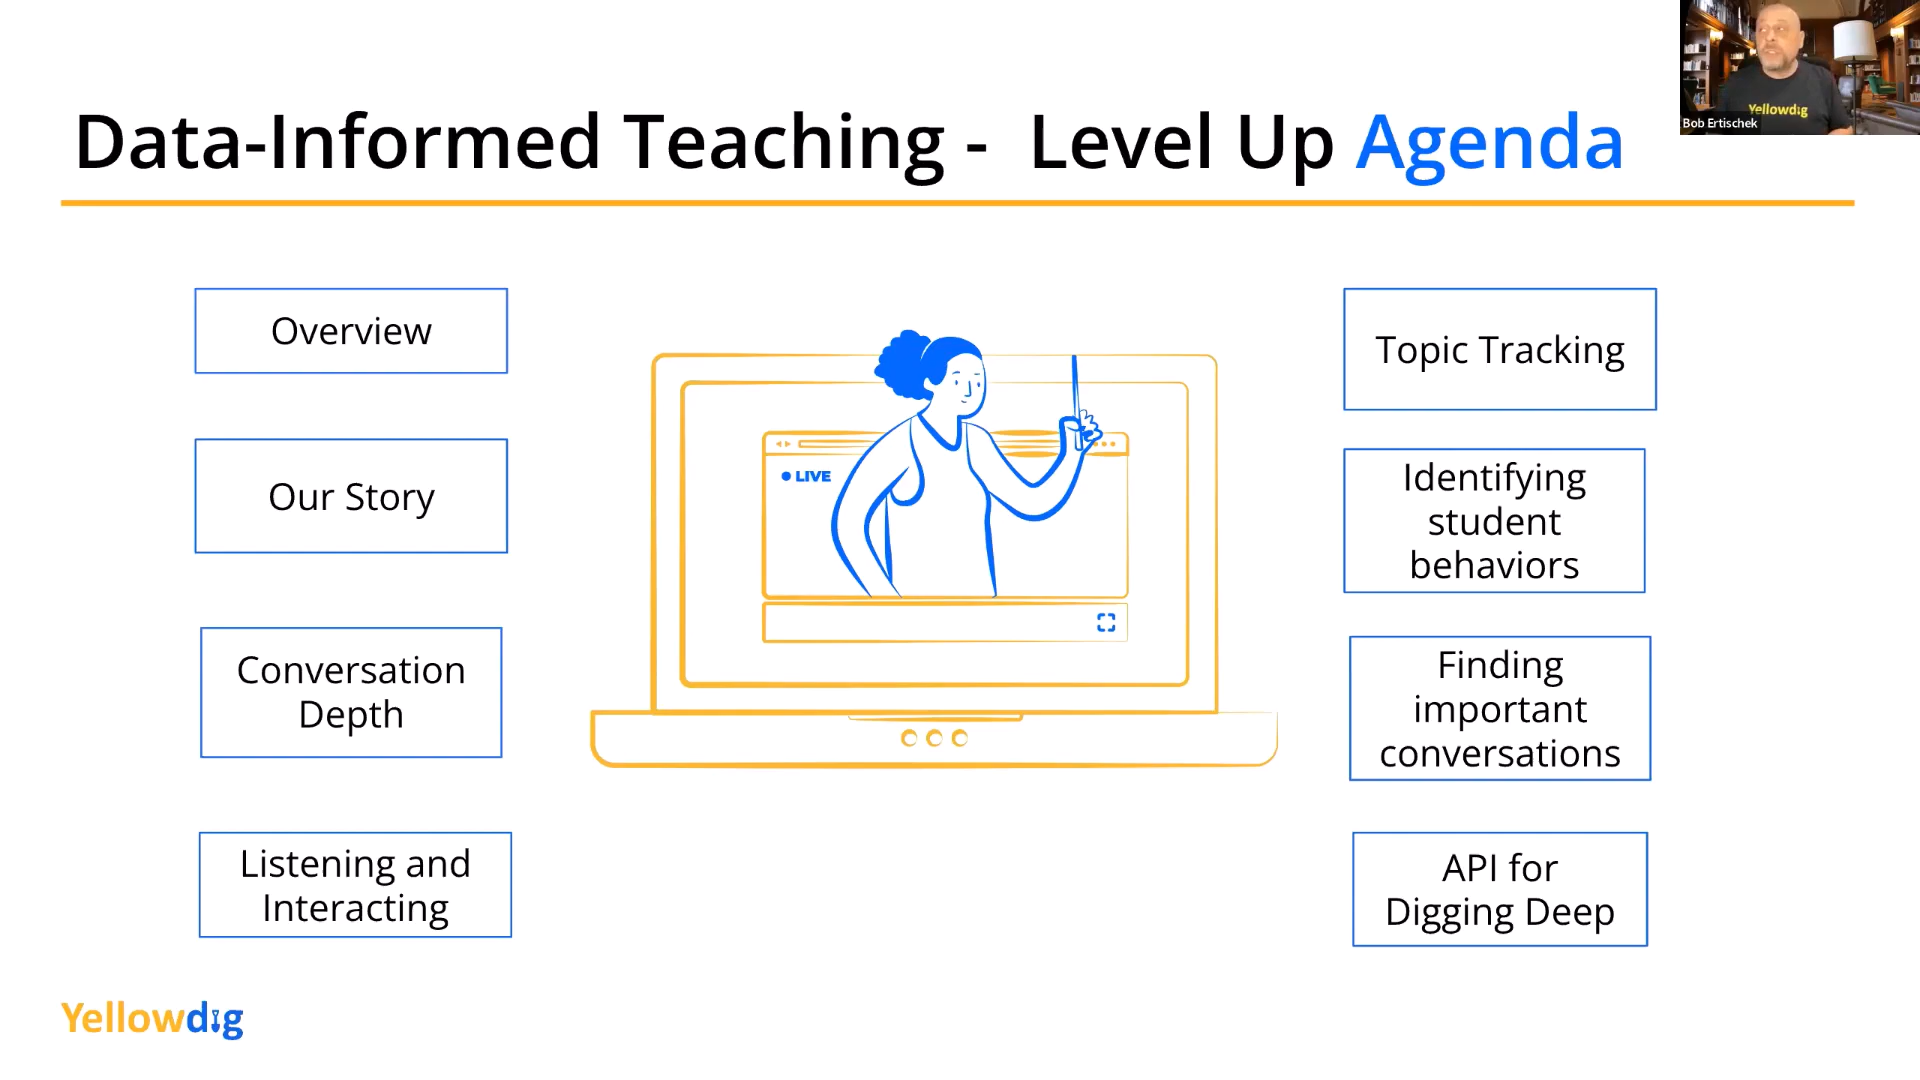 Data-Informed Teaching - Level Up Agenda
Yellowdig
Bob Ertischek
Overview
Our Story
Conversation
Depth
Listening and
Interacting
LIVE
Topic Tracking
Identifying
student
behaviors
Finding
important
conversations
API for
Digging Deep
Yellowdig